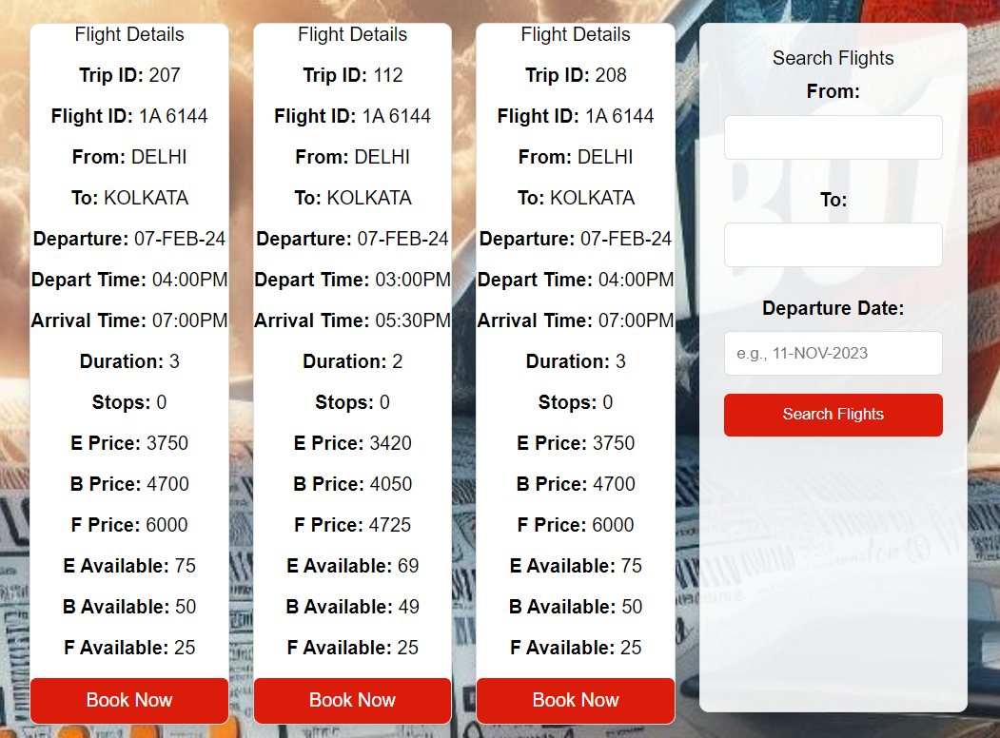 Flight Details
Trip ID: 207
Flight ID: 1A 6144
From: DELHI
To: KOLKATA
Departure: 07-FEB-24
Depart Time: 04:00PM
Arrival Time: 07:00PM
Duration: 3
Stops: 0
E Price: 3750
B Price: 4700
F Price: 6000
E Available: 75
B Available: 50
F Available: 25
Book Now
Flight Details
Trip ID: 112
Flight ID: 1A 6144
From: DELHI
To: KOLKATA
Departure: 07-FEB-24
Depart Time: 03:00PM
Arrival Time: 05:30PM
Duration: 2
Stops: 0
E Price: 3420
B Price: 4050
F Price: 4725
E Available: 69
B Available: 49
F Available: 25
Book Now
Flight Details
Trip ID: 208
Flight ID: 1A 6144
From: DELHI
To: KOLKATA
Departure: 07-FEB-24
Depart Time: 04:00PM
Arrival Time: 07:00PM
Duration: 3
Stops: 0
E Price: 3750
B Price: 4700
F Price: 6000
E Available: 75
B Available: 50
F Available: 25
Book Now
Search Flights
From:
To:
Departure Date:
e.g., 11-NOV-2023
Search Flights